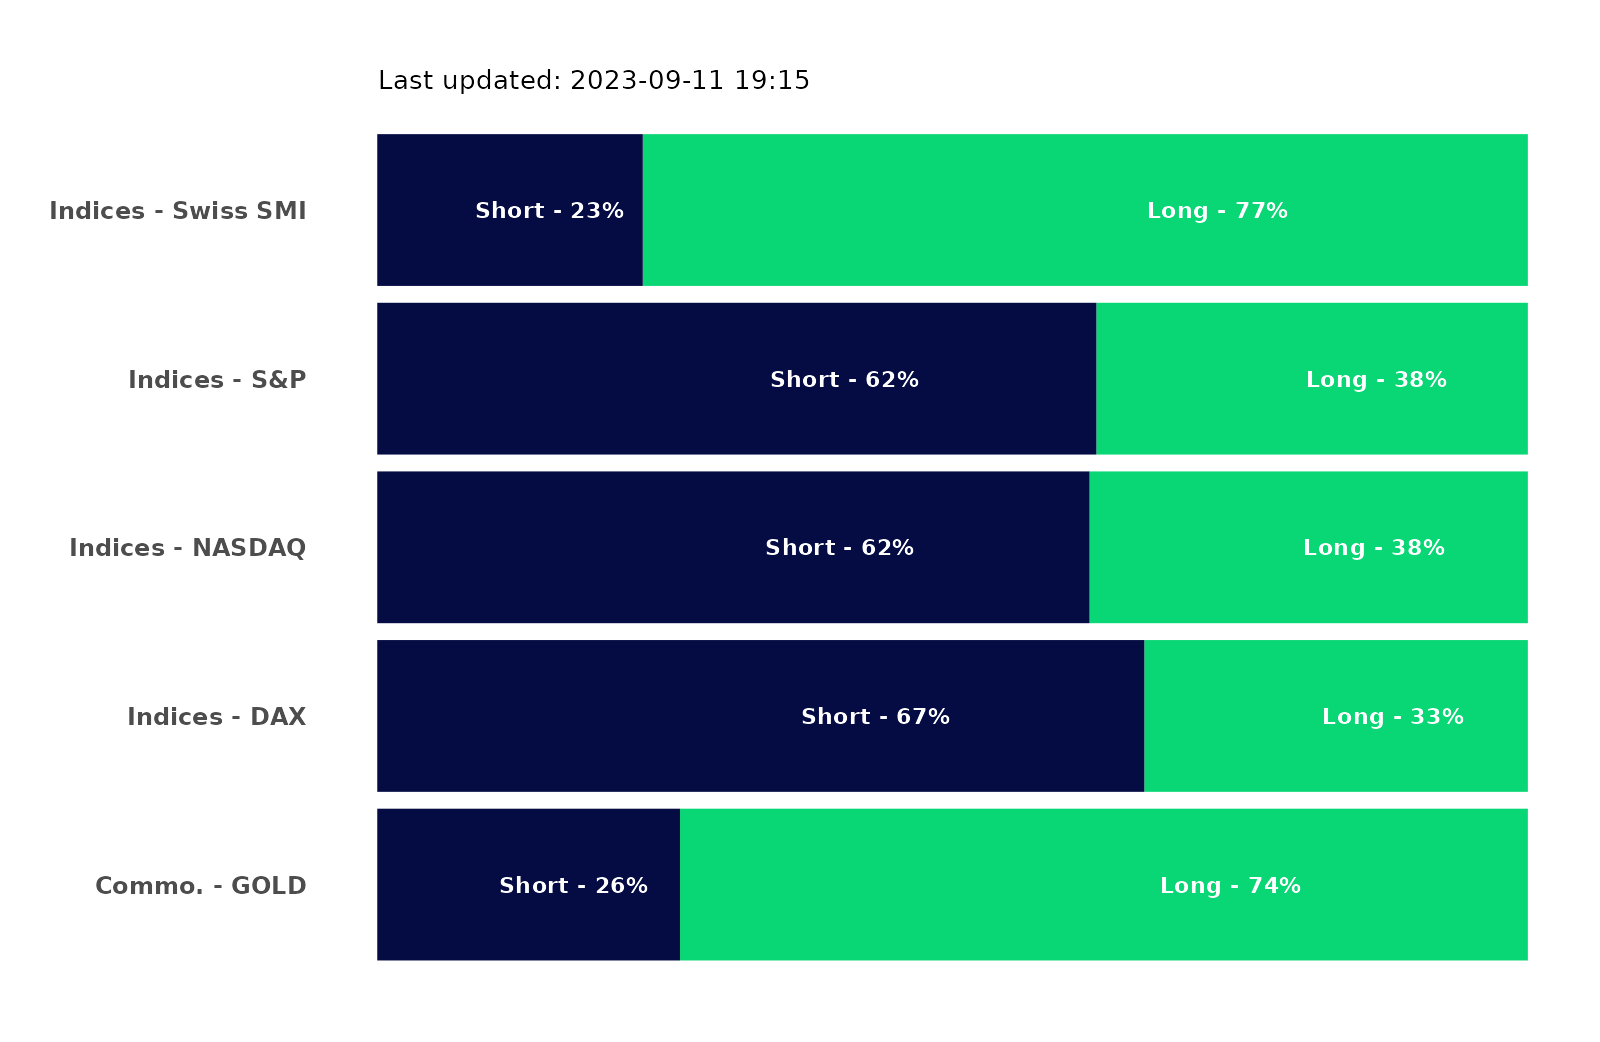 Last updated: 2023-09-11 19:15
Indices - Swiss SMI
Short - 23%
Long - 77%
Indices - S&P
Short - 62%
Long - 38%
Indices - NASDAQ
Short - 62%
Long - 38%
Indices - DAX
Short - 67%
Long - 33%
Commo. - GOLD
Short - 26%
Long - 74%